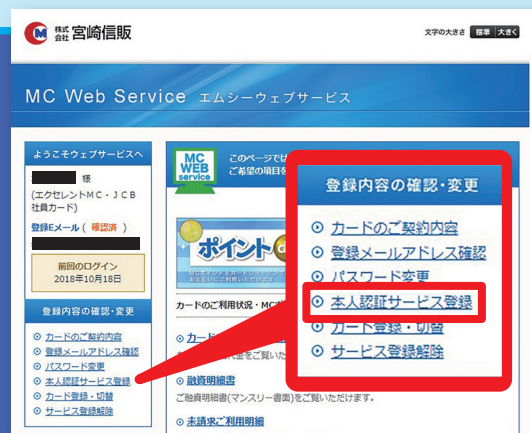 株式会社 宮崎信販
文字の大きさ 標準 大きく
MC Web Service エムシーウェブサービス
ようこそウェブサービスへ
様
(エクセレントMC・JCB
社員カード)
登録Eメール ( 確認済 )
前回のログイン
2018年10月18日
登録内容の確認・変更
カードのご契約内容
登録メールアドレス確認
パスワード変更
本人認証サービス登録
カード登録・切替
サービス登録解除
MC
WEB
service
このページでは
ご希望の項目を
ポイント
カードのご利用状況・MCポ
カー
金をご覧いた
融資明細書
ご融資明細書(マンスリー書面)をご覧いただけます。
未請求ご利用明細
登録内容の確認・変更
カードのご契約内容
登録メールアドレス確認
パスワード変更
本人認証サービス登録
カード登録・切替
サービス登録解除